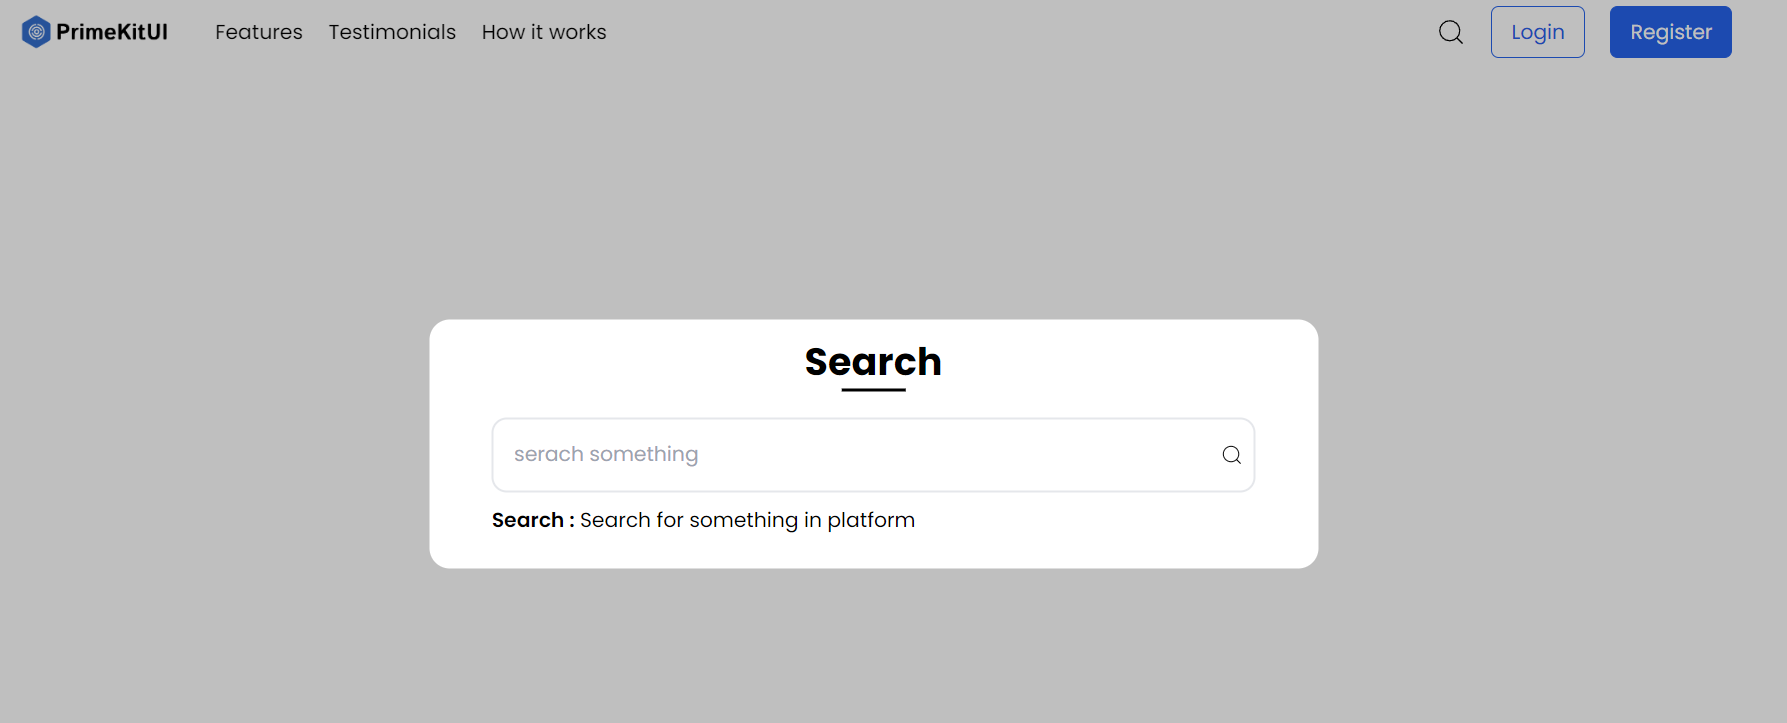 PrimeKitUI Features Testimonials How it works Login Register
Search
serach something
Search : Search for something in platform